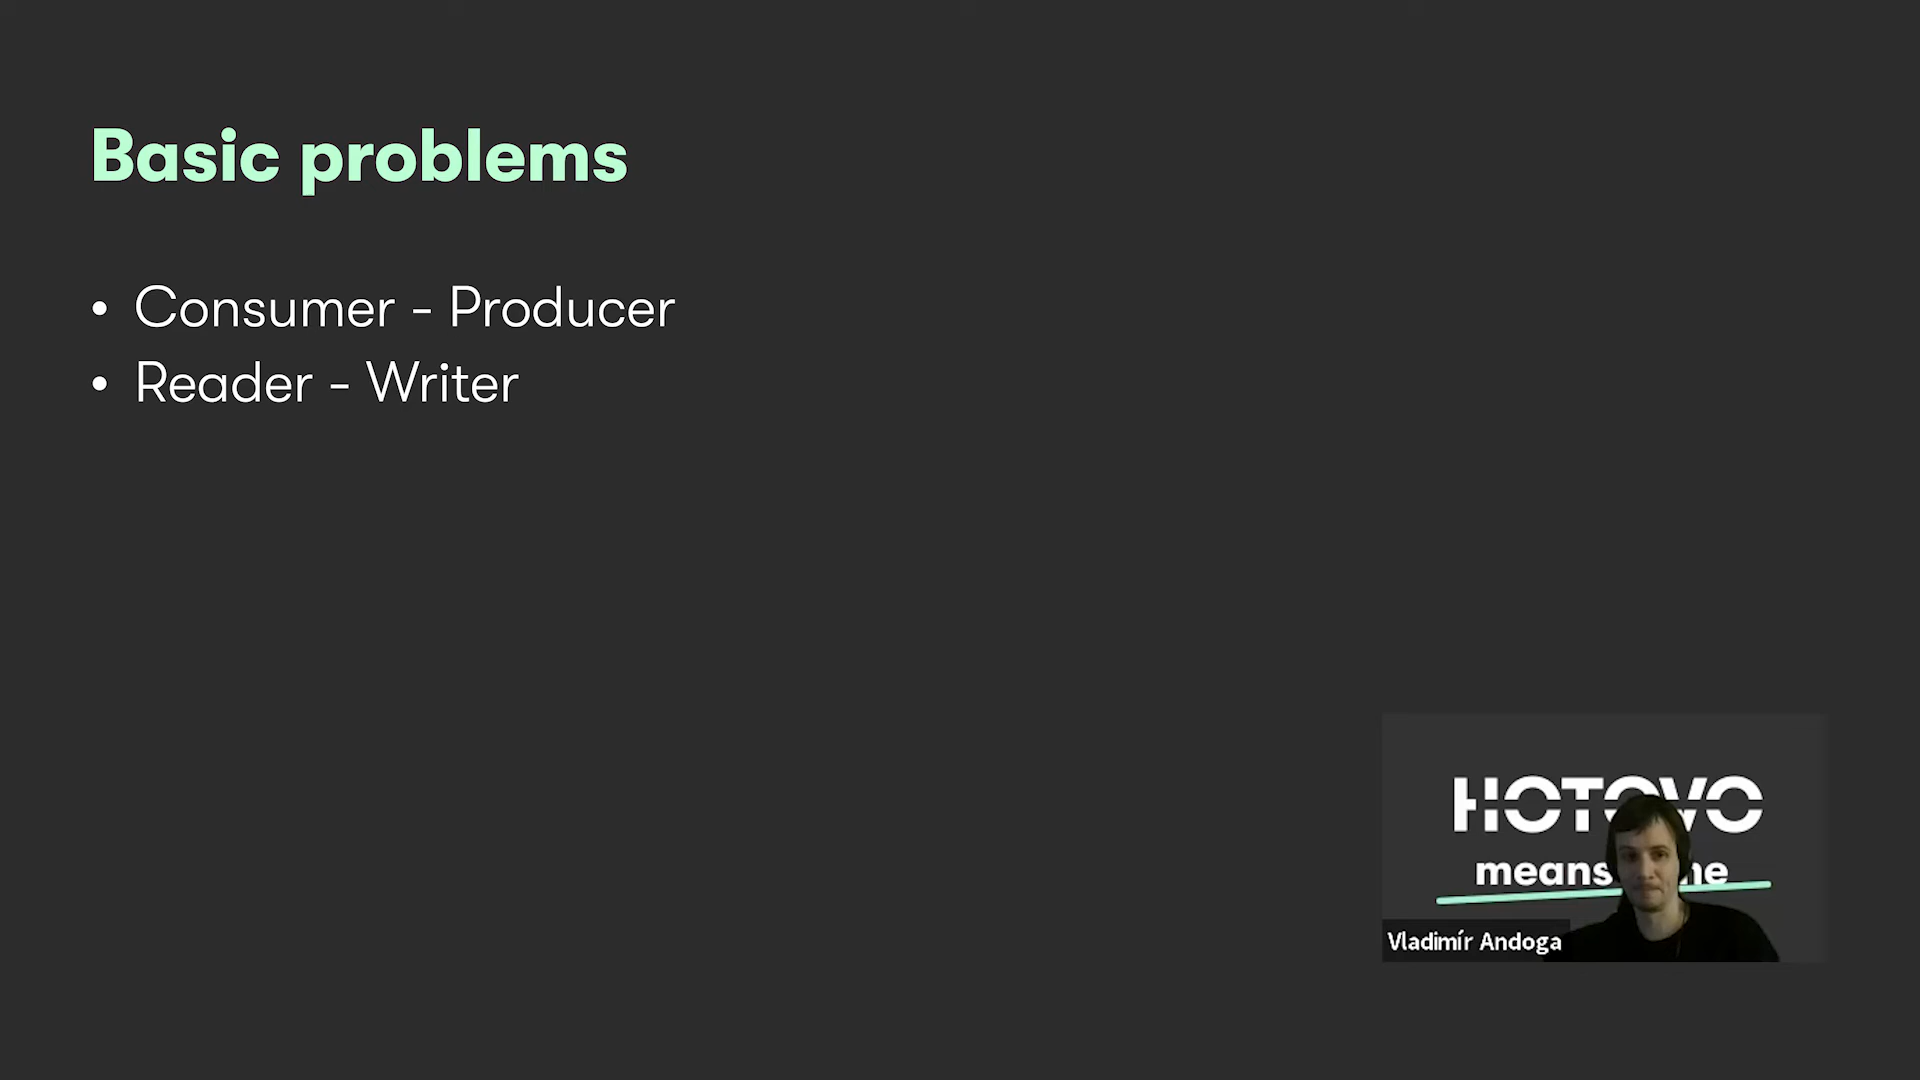 Basic problems
• Consumer - Producer
• Reader - Writer
HOTOVO
means
Vladimír Andoga